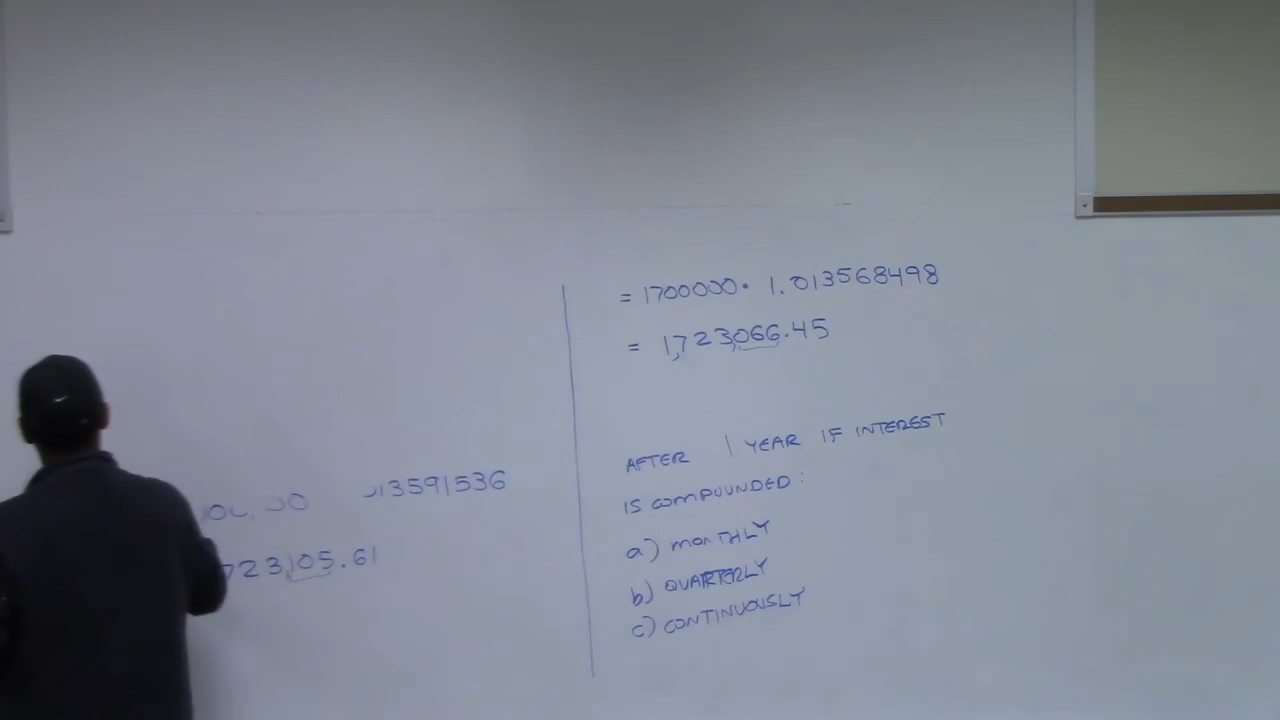 13591536
723,105.61
= 1700000 · 1.013568498
= 1,723,066.45
AFTER 1 YEAR IF INTEREST
IS COMPOUNDED:
a) MONTHLY
b) QUARTERLY
c) CONTINUOUSLY